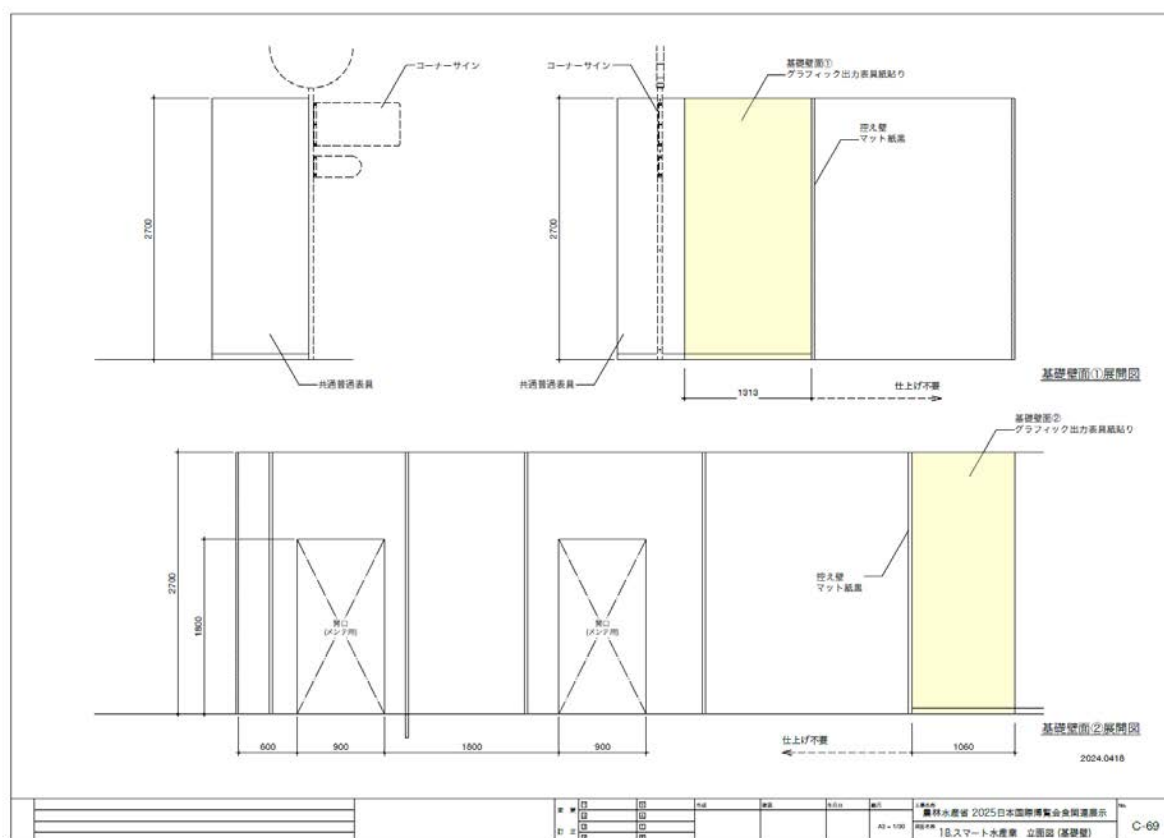 コーナーサイン
2700
共通普通表具
コーナーサイン
基礎壁面①
グラフィック出力表具紙貼り
控え壁
マット紙黒
2700
共通普通表具
1313
仕上げ不要
基礎壁面①展開図
基礎壁面②
グラフィック出力表具紙貼り
2700
1800
開口
(メンテ用)
開口
(メンテ用)
控え壁
マット紙黒
600
900
1800
900
仕上げ不要
1060
基礎壁面②展開図
2024.0418
A3 = 1/30
農林水産省 2025日本国際博覧会食関連展示
18.スマート水産業 立面図 (基礎壁)
No.
C-69